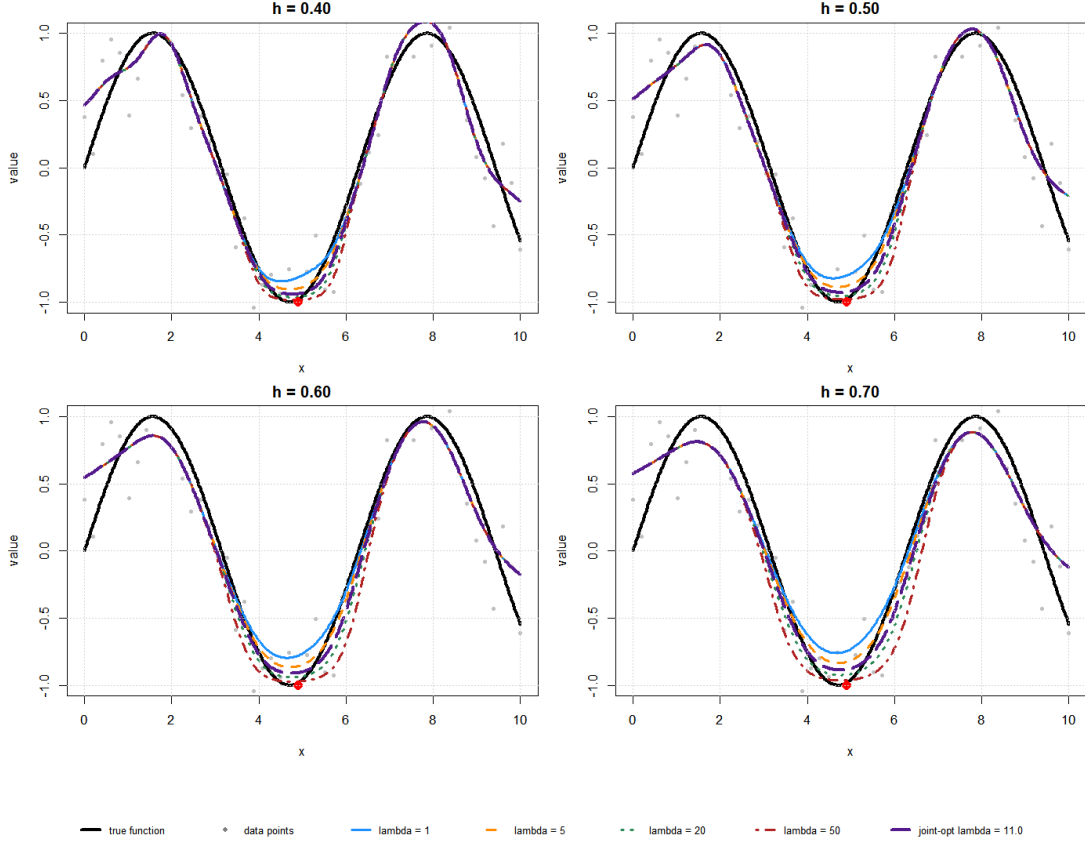 h = 0.40
h = 0.50
value
1.0
0.5
0.0
-0.5
-1.0
0 2 4 6 8 10
x
value
1.0
0.5
0.0
-0.5
-1.0
0 2 4 6 8 10
x
h = 0.60
h = 0.70
value
1.0
0.5
0.0
-0.5
-1.0
0 2 4 6 8 10
x
value
1.0
0.5
0.0
-0.5
-1.0
0 2 4 6 8 10
x
true function data points lambda = 1 lambda = 5 lambda = 20 lambda = 50 joint-opt lambda = 11.0